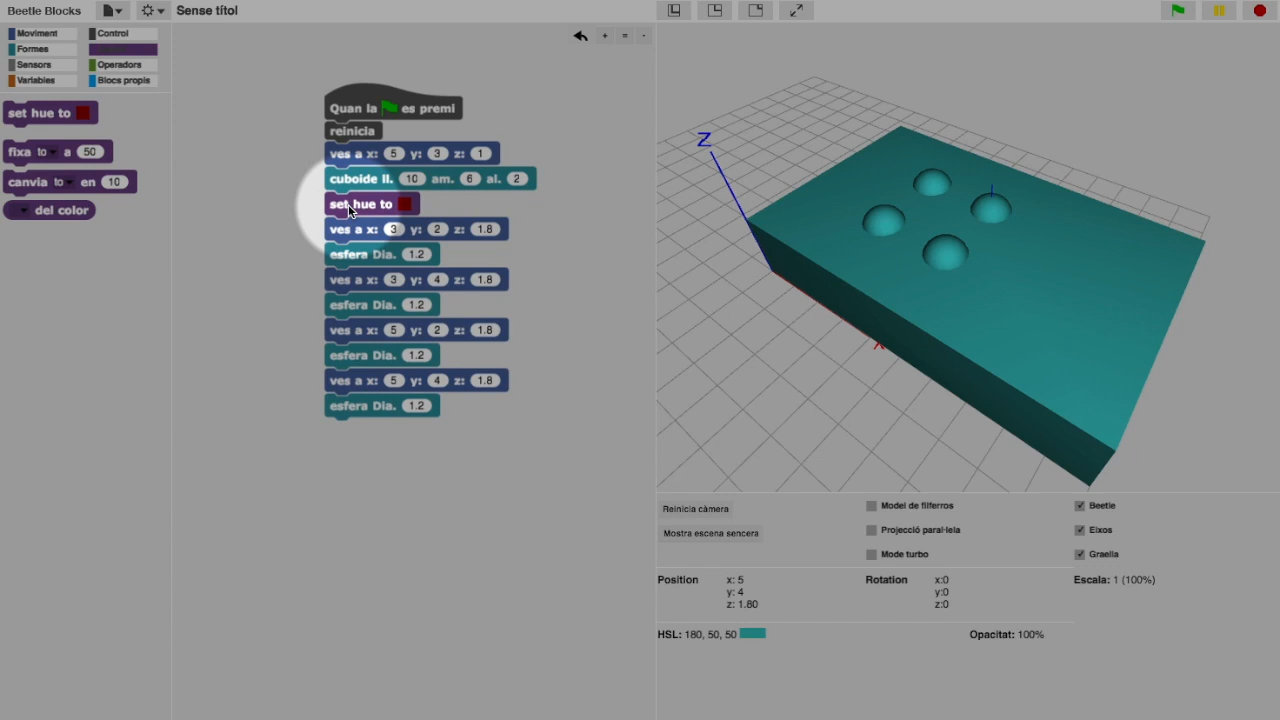 Beetle Blocks
Sense títol
Moviment
Control
Formes
Sensors
Operadors
Variables
Blocs propis
set hue to
fixa to a 50
canvia to en 10
del color
+
=
-
Quan la es premi
reinicia
ves a x: 5 y: 3 z: 1
cuboide ll. 10 am. 6 al. 2
set hue to
ves a x: 3 y: 2 z: 1.8
esfera Dia. 1.2
ves a x: 3 y: 4 z: 1.8
esfera Dia. 1.2
ves a x: 5 y: 2 z: 1.8
esfera Dia. 1.2
ves a x: 5 y: 4 z: 1.8
esfera Dia. 1.2
Z
X
Reinicia càmera
Mostra escena sencera
Model de filferros
Projecció paral·lela
Mode turbo
Beetle
Eixos
Graella
Position
x: 5
y: 4
z: 1.80
Rotation
x:0
y:0
z:0
Escala: 1 (100%)
HSL: 180, 50, 50
Opacitat: 100%